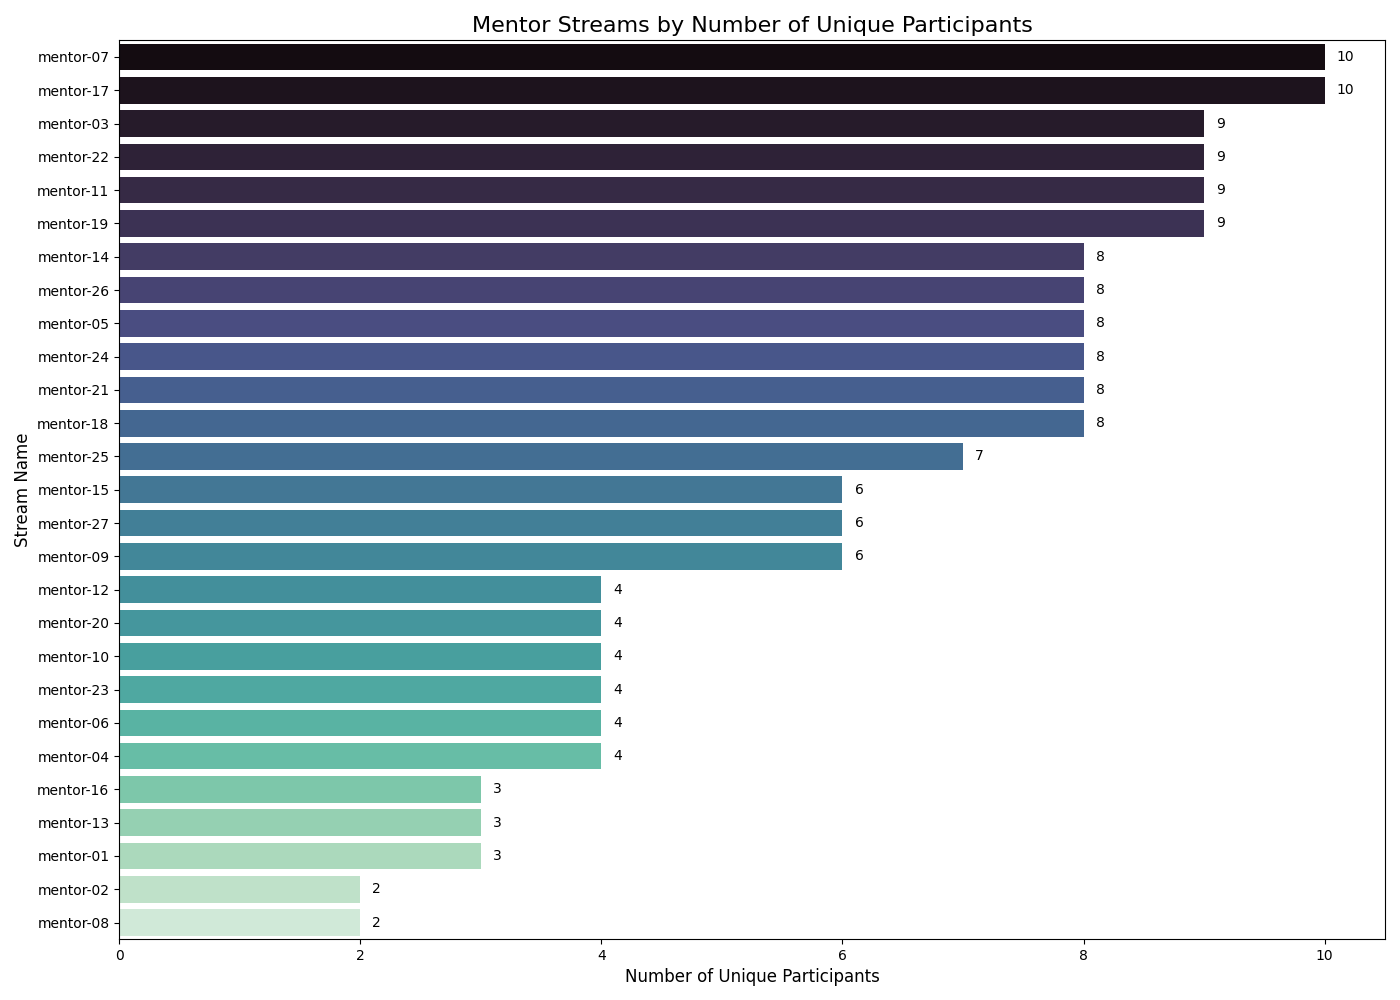 Mentor Streams by Number of Unique Participants
Stream Name
mentor-07 10
mentor-17 10
mentor-03 9
mentor-22 9
mentor-11 9
mentor-19 9
mentor-14 8
mentor-26 8
mentor-05 8
mentor-24 8
mentor-21 8
mentor-18 8
mentor-25 7
mentor-15 6
mentor-27 6
mentor-09 6
mentor-12 4
mentor-20 4
mentor-10 4
mentor-23 4
mentor-06 4
mentor-04 4
mentor-16 3
mentor-13 3
mentor-01 3
mentor-02 2
mentor-08 2
0 2 4 6 8 10
Number of Unique Participants